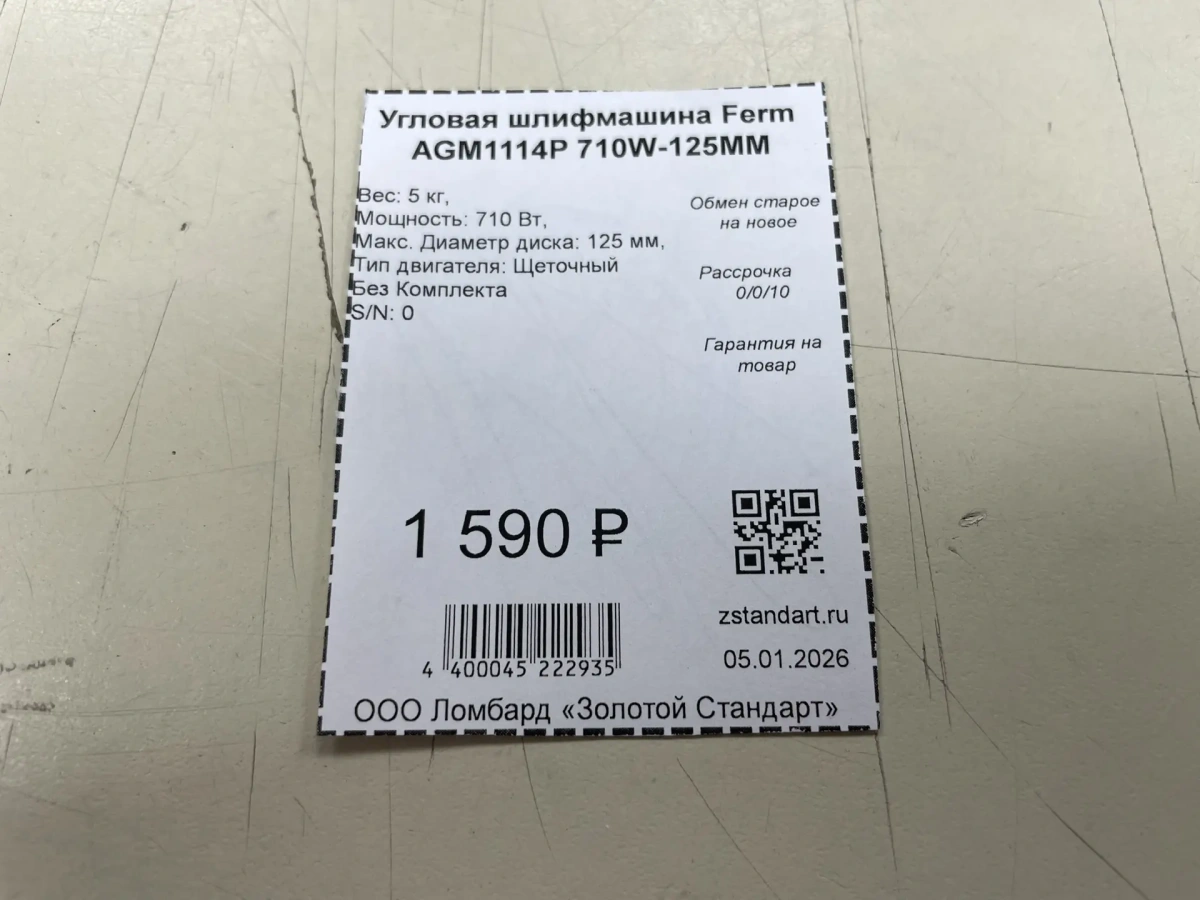 Угловая шлифмашина Ferm
AGM1114P 710W-125MM
Вес: 5 кг,
Мощность: 710 Вт,
Макс. Диаметр диска: 125 мм,
Тип двигателя: Щеточный
Без Комплекта
S/N: 0
Обмен старое
на новое
Рассрочка
0/0/10
Гарантия на
товар
1 590 ₽
zstandart.ru
4 400045 222935
05.01.2026
ООО Ломбард «Золотой Стандарт»